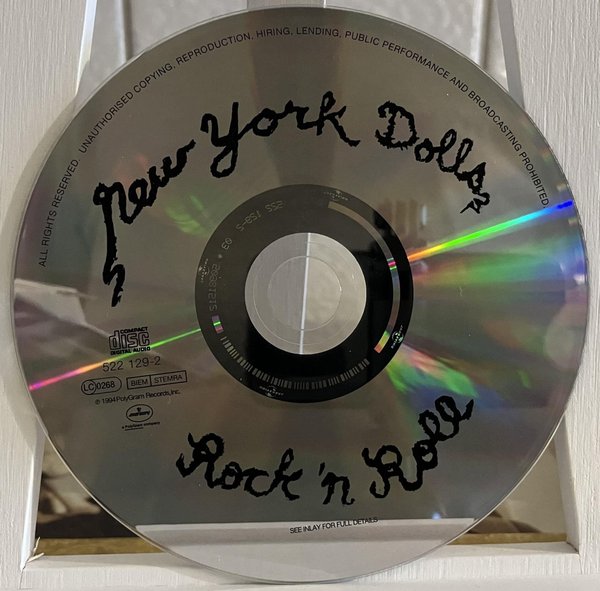 ALL RIGHTS RESERVED. UNAUTHORISED COPYING, REPRODUCTION, HIRING, LENDING, PUBLIC PERFORMANCE AND BROADCASTING PROHIBITED.
New York Dolls
COMPACT
disc
DIGITAL AUDIO
522 129-2
LC 0268
BIEM STEMRA
℗ 1994 PolyGram Records, Inc.
a PolyGram company
Rock 'n Roll
SEE INLAY FOR FULL DETAILS